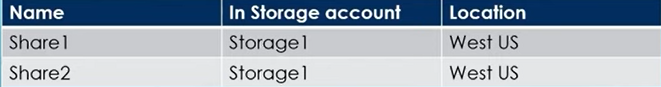 Name In Storage account Location
Share1 Storage1 West US
Share2 Storage1 West US